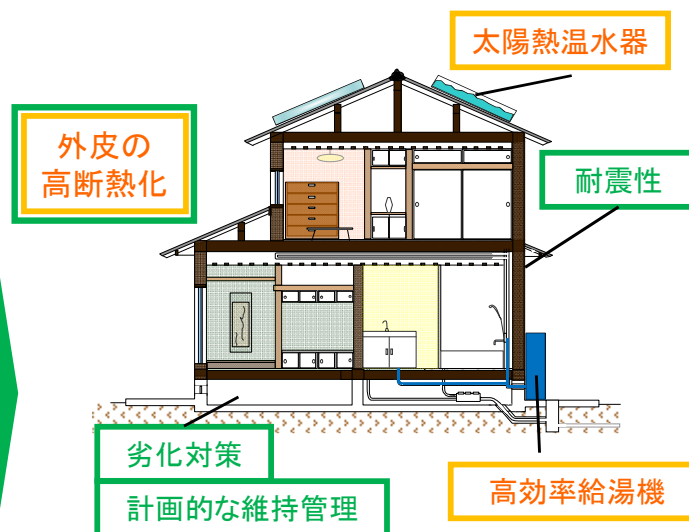 太陽熱温水器
外皮の
高断熱化
耐震性
劣化対策
計画的な維持管理
高効率給湯機